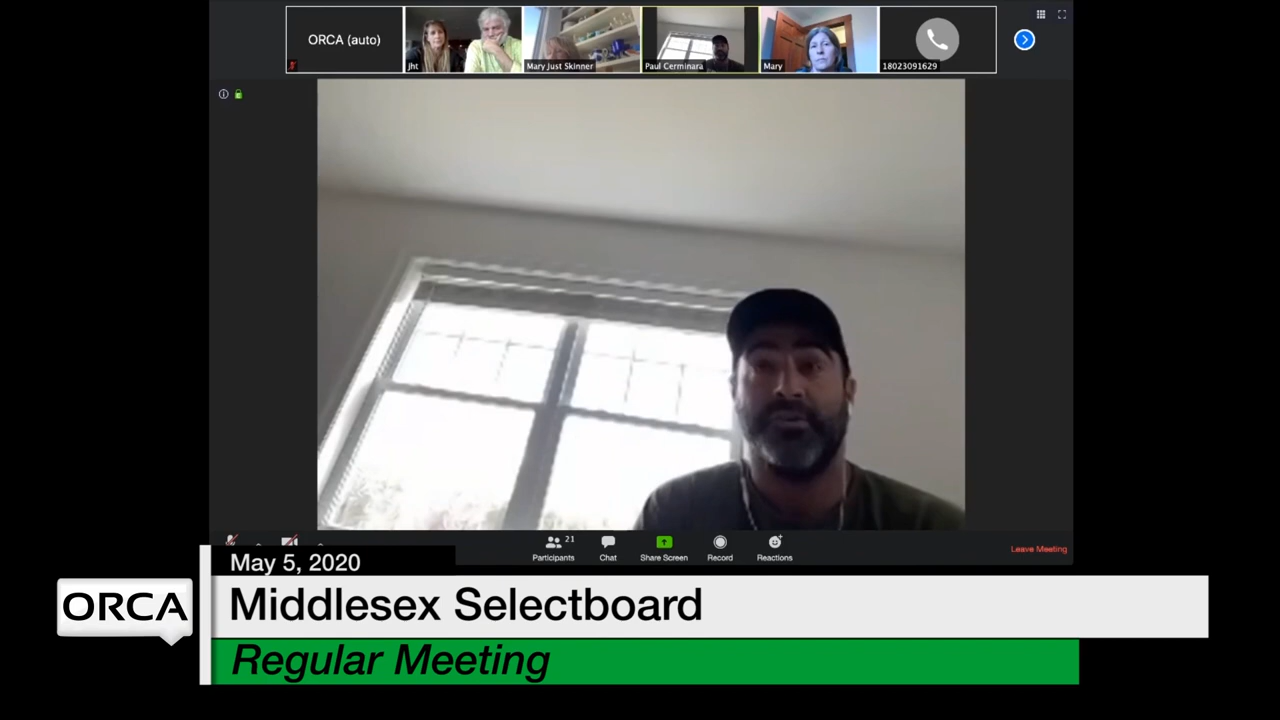 ORCA (auto)
Jht
Mary Just Skinner
Paul Cerminara
Mary
18023091629
21
Participants
Chat
Share Screen
Record
Reactions
Leave Meeting
May 5, 2020
ORCA
Middlesex Selectboard
Regular Meeting